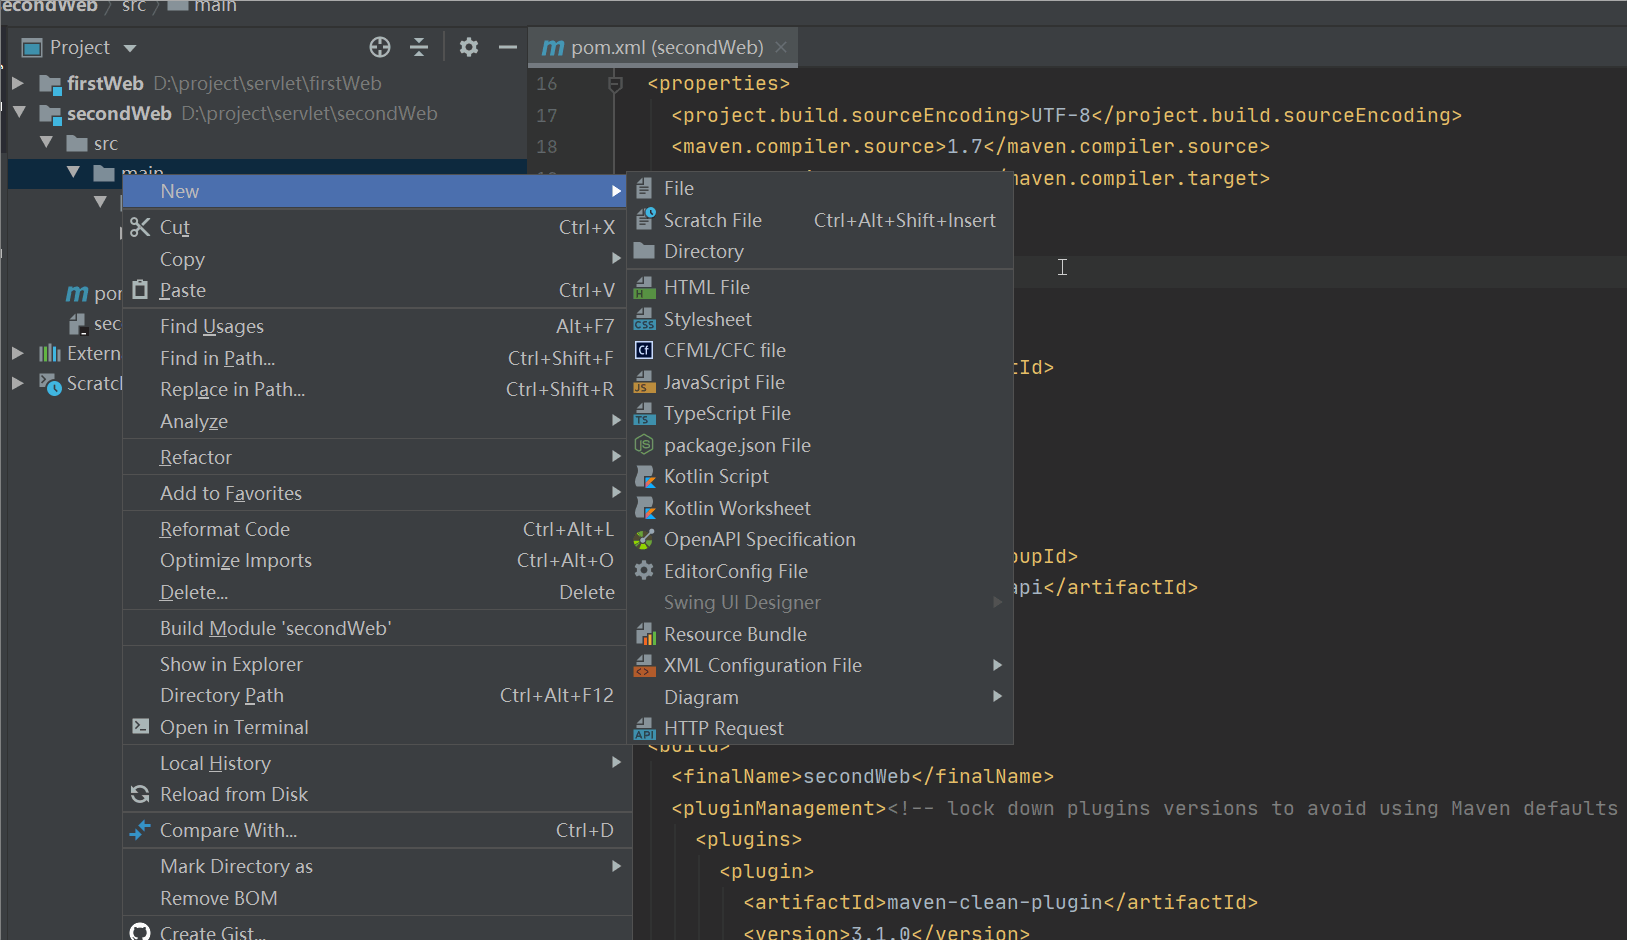 secondWeb src main
Project
pom.xml (secondWeb)
firstWeb D:\project\servlet\firstWeb
secondWeb D:\project\servlet\secondWeb
src
main
pom
sec
Extern
Scratch
New
Cut Ctrl+X
Copy
Paste Ctrl+V
Find Usages Alt+F7
Find in Path... Ctrl+Shift+F
Replace in Path... Ctrl+Shift+R
Analyze
Refactor
Add to Favorites
Reformat Code Ctrl+Alt+L
Optimize Imports Ctrl+Alt+O
Delete... Delete
Build Module 'secondWeb'
Show in Explorer
Directory Path Ctrl+Alt+F12
Open in Terminal
Local History
Reload from Disk
Compare With... Ctrl+D
Mark Directory as
Remove BOM
Create Gist...
File
Scratch File Ctrl+Alt+Shift+Insert
Directory
HTML File
Stylesheet
CFML/CFC file
JavaScript File
TypeScript File
package.json File
Kotlin Script
Kotlin Worksheet
OpenAPI Specification
EditorConfig File
Swing UI Designer
Resource Bundle
XML Configuration File
Diagram
HTTP Request
16 <properties>
17 <project.build.sourceEncoding>UTF-8</project.build.sourceEncoding>
18 <maven.compiler.source>1.7</maven.compiler.source>
maven.compiler.target>
tId>
oupId>
api</artifactId>
<build>
<finalName>secondWeb</finalName>
<pluginManagement><!-- lock down plugins versions to avoid using Maven defaults
<plugins>
<plugin>
<artifactId>maven-clean-plugin</artifactId>
<version>3.1.0</version>